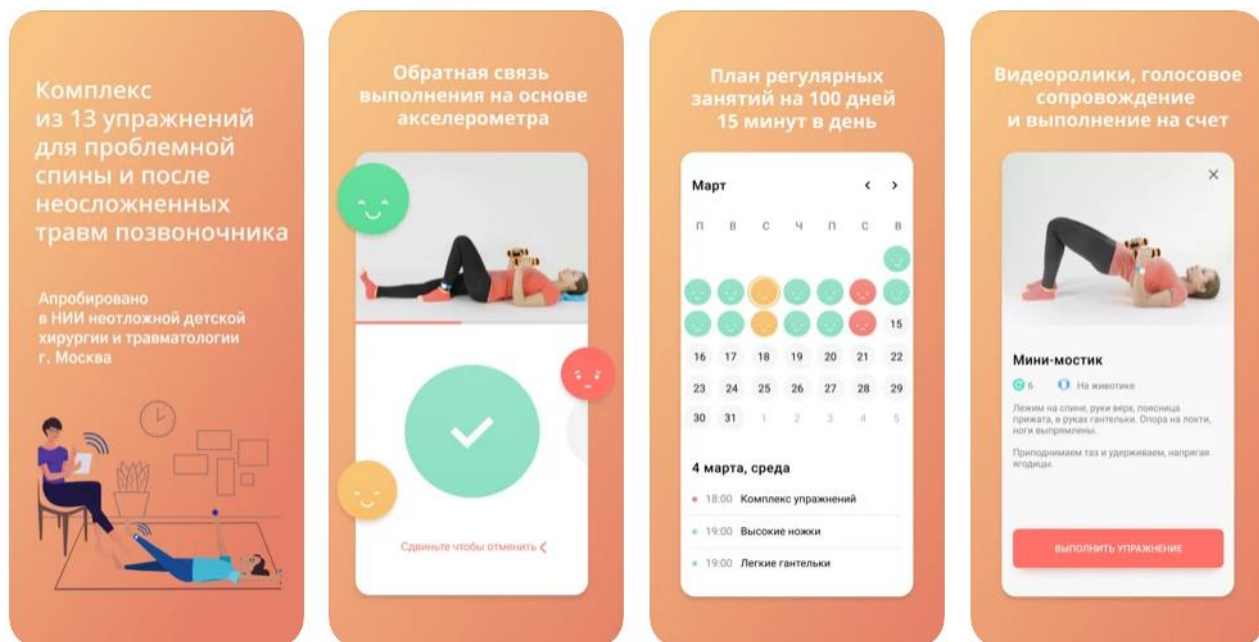 Комплекс
из 13 упражнений
для проблемной
спины и после
неосложненных
травм позвоночника
Апробировано
в НИИ неотложной детской
хирургии и травматологии
г. Москва
Обратная связь
выполнения на основе
акселерометра
Сдвиньте чтобы отменить <
План регулярных
занятий на 100 дней
15 минут в день
Март < >
П В С Ч П С В
15
16 17 18 19 20 21 22
23 24 25 26 27 28 29
30 31 1 2 3 4 5
4 марта, среда
18:00 Комплекс упражнений
19:00 Высокие ножки
19:00 Легкие гантельки
Видеоролики, голосовое
сопровождение
и выполнение на счет
Мини-мостик
6 На животике
Лежим на спине, руки верх, поясница
прижата, в руках гантельки. Опора на локти,
ноги выпрямлены.
Приподнимаем таз и удерживаем, напрягая
ягодицы.
ВЫПОЛНИТЬ УПРАЖНЕНИЕ